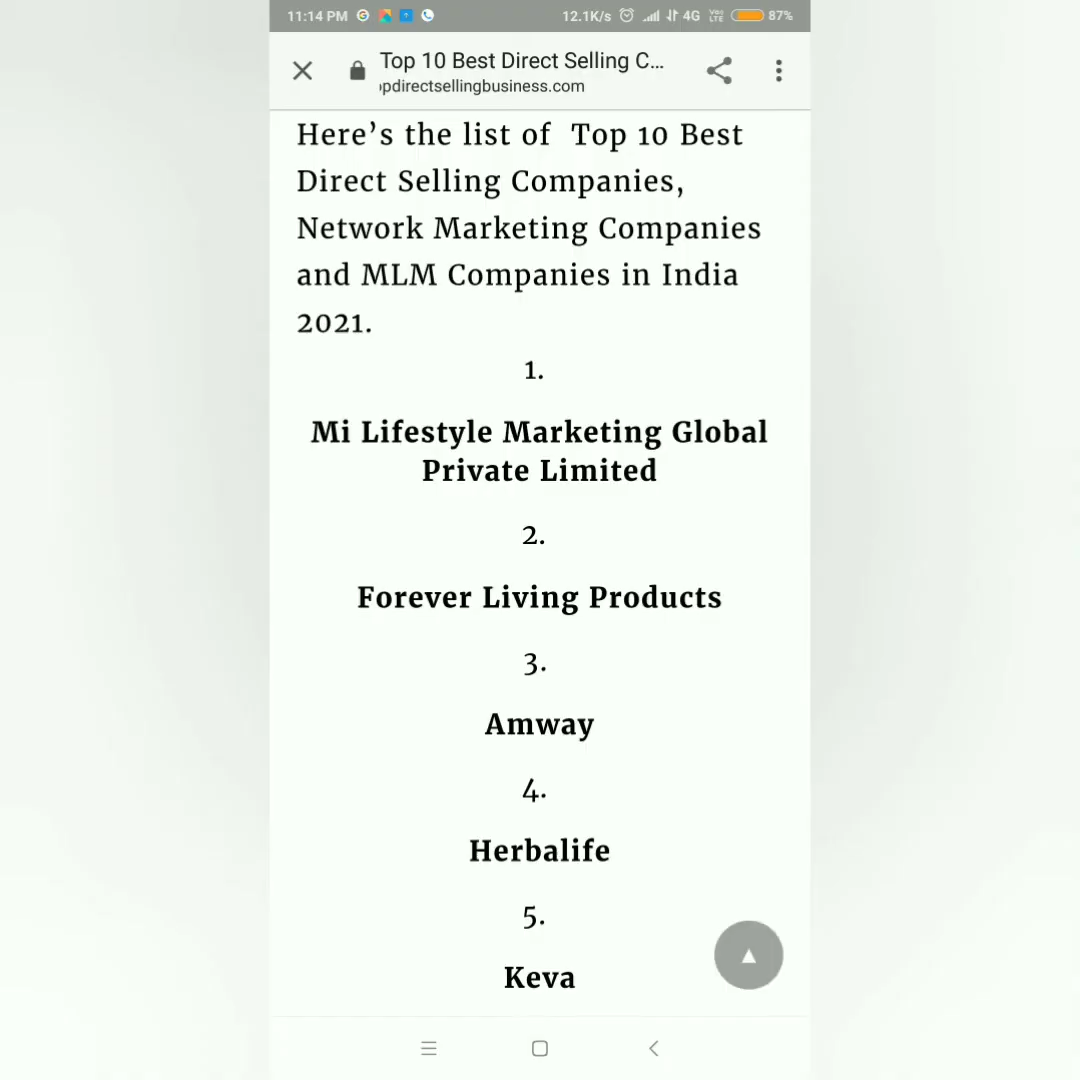 11:14 PM
12.1K/s 4G VoLTE 87%
Top 10 Best Direct Selling C...
opdirectsellingbusiness.com
Here’s the list of Top 10 Best
Direct Selling Companies,
Network Marketing Companies
and MLM Companies in India
2021.
1.
Mi Lifestyle Marketing Global
Private Limited
2.
Forever Living Products
3.
Amway
4.
Herbalife
5.
Keva